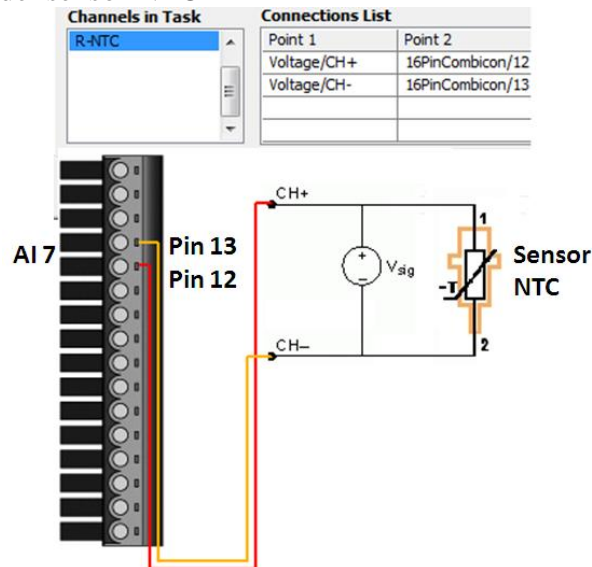 Channels in Task
Connections List
R-NTC
Point 1 Point 2
Voltage/CH+ 16PinCombicon/12
Voltage/CH- 16PinCombicon/13
CH+
1
AI 7
Pin 13
Pin 12
+
Vsig
−
-T
Sensor
NTC
CH−
2